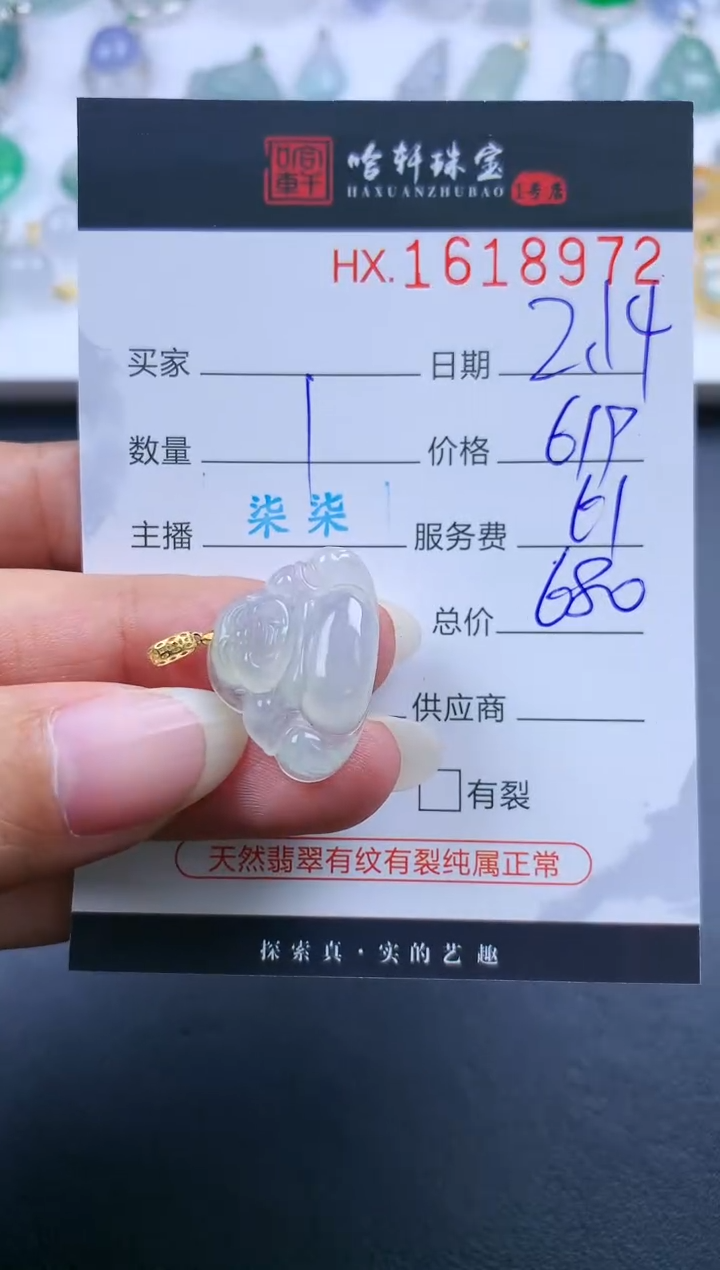 哈轩珠宝
HAXUANZHUBAO 1号店
HX.1618972
买家 日期 2.14
数量 1 价格 619
主播 柒柒 服务费 61
总价 680
供应商
有裂
天然翡翠有纹有裂纯属正常
探索真·实的艺趣